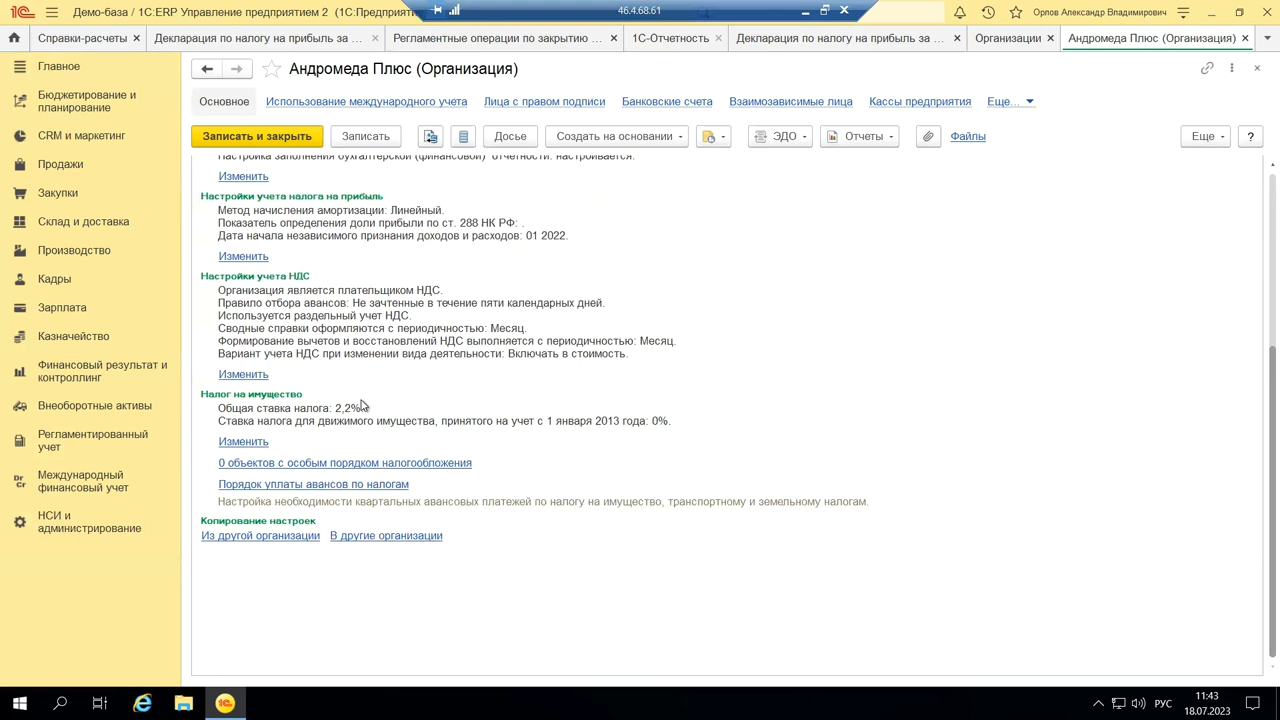 Демо-база / 1C:ERP Управление предприятием 2 (1С:Предприяти
46.4.68.61
Орлов Александр Владимирович
Справки-расчеты
Декларация по налогу на прибыль за ...
Регламентные операции по закрытию ...
1С-Отчетность
Декларация по налогу на прибыль за ...
Организации
Андромеда Плюс (Организация)
Главное
Бюджетирование и
планирование
CRM и маркетинг
Продажи
Закупки
Склад и доставка
Производство
Кадры
Зарплата
Казначейство
Финансовый результат и
контроллинг
Внеоборотные активы
Регламентированный
учет
Международный
финансовый учет
НСИ и
администрирование
Андромеда Плюс (Организация)
Основное
Использование международного учета
Лица с правом подписи
Банковские счета
Взаимозависимые лица
Кассы предприятия
Еще...
Записать и закрыть
Записать
Досье
Создать на основании
ЭДО
Отчеты
Файлы
Еще
?
Настройка заполнения бухгалтерской (финансовой) отчетности: настраивается.
Изменить
Настройки учета налога на прибыль
Метод начисления амортизации: Линейный.
Показатель определения доли прибыли по ст. 288 НК РФ: .
Дата начала независимого признания доходов и расходов: 01 2022.
Изменить
Настройки учета НДС
Организация является плательщиком НДС.
Правило отбора авансов: Не зачтенные в течение пяти календарных дней.
Используется раздельный учет НДС.
Сводные справки оформляются с периодичностью: Месяц.
Формирование вычетов и восстановлений НДС выполняется с периодичностью: Месяц.
Вариант учета НДС при изменении вида деятельности: Включать в стоимость.
Изменить
Налог на имущество
Общая ставка налога: 2,2%
Ставка налога для движимого имущества, принятого на учет с 1 января 2013 года: 0%.
Изменить
0 объектов с особым порядком налогообложения
Порядок уплаты авансов по налогам
Настройка необходимости квартальных авансовых платежей по налогу на имущество, транспортному и земельному налогам.
Копирование настроек
Из другой организации
В другие организации
РУС
11:43
18.07.2023